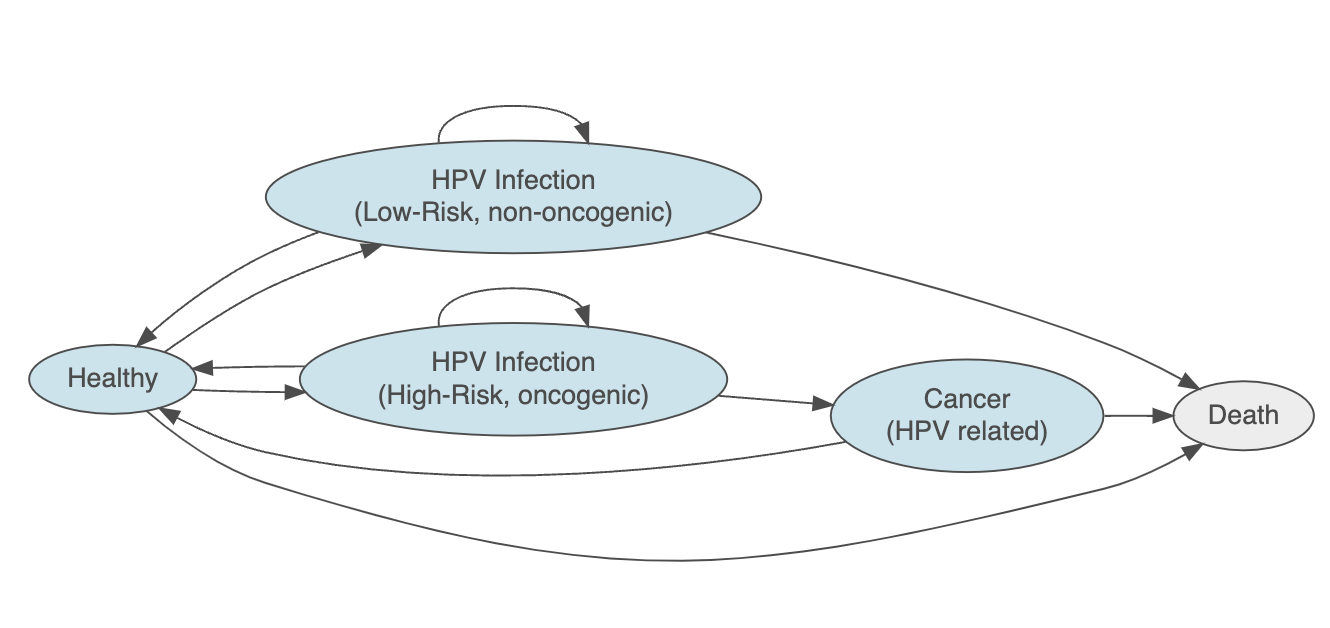 HPV Infection
(Low-Risk, non-oncogenic)
HPV Infection
(High-Risk, oncogenic)
Healthy
Cancer
(HPV related)
Death